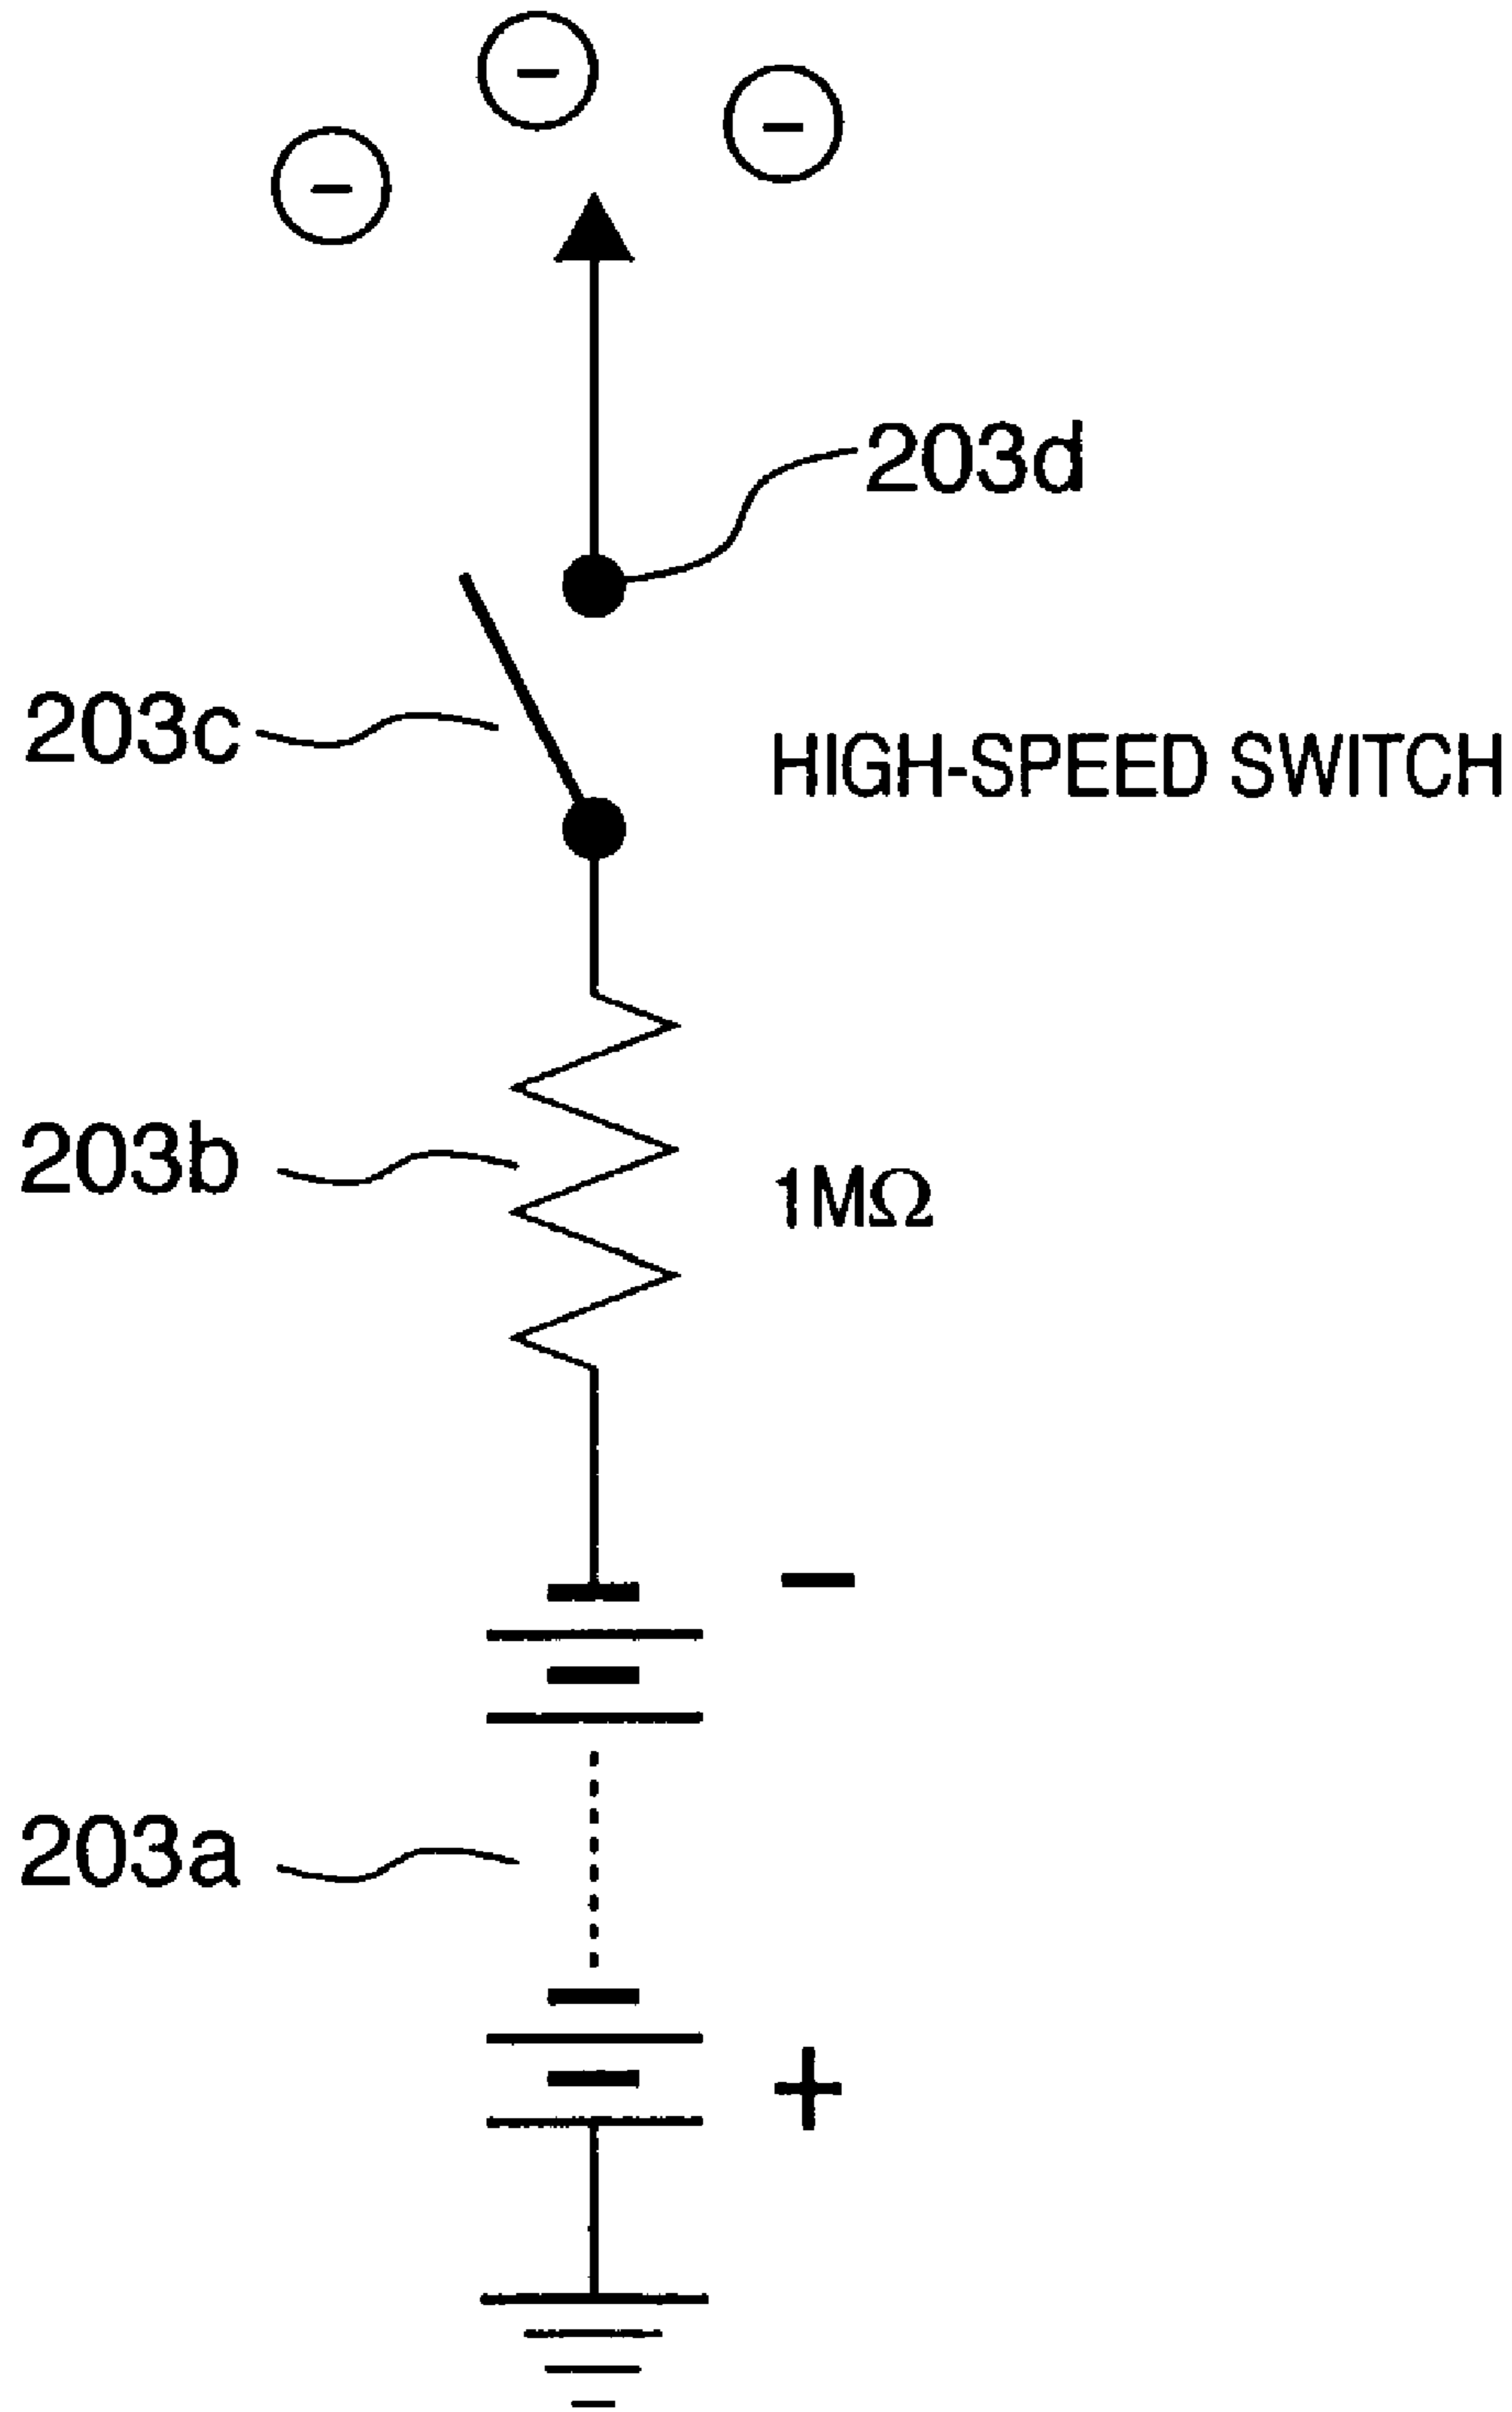 −
−
−
203d
203c
HIGH-SPEED SWITCH
203b
1MΩ
−
203a
+